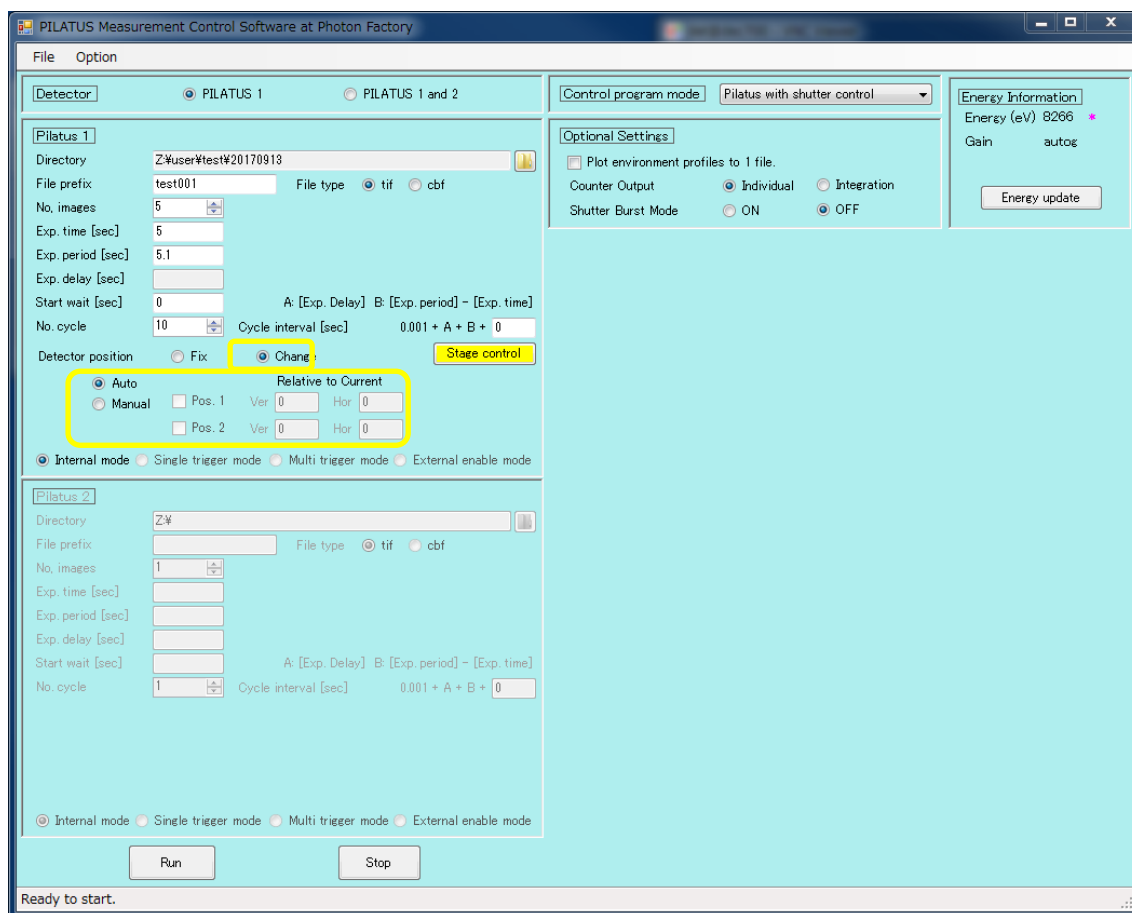 PILATUS Measurement Control Software at Photon Factory
File Option
Detector PILATUS 1 PILATUS 1 and 2
Control program mode Pilatus with shutter control
Energy Information
Energy (eV) 8266 *
Gain autog
Energy update
Optional Settings
Plot environment profiles to 1 file.
Counter Output Individual Integration
Shutter Burst Mode ON OFF
Pilatus 1
Directory Z:¥user¥test¥20170913
File prefix test001 File type tif cbf
No, images 5
Exp. time [sec] 5
Exp. period [sec] 5.1
Exp. delay [sec]
Start wait [sec] 0 A: [Exp. Delay] B: [Exp. period] - [Exp. time]
No. cycle 10 Cycle interval [sec] 0.001 + A + B + 0
Detector position Fix Change Stage control
Auto Relative to Current
Manual Pos. 1 Ver 0 Hor 0
Pos. 2 Ver 0 Hor 0
Internal mode Single trigger mode Multi trigger mode External enable mode
Pilatus 2
Directory Z:¥
File prefix File type tif cbf
No, images 1
Exp. time [sec]
Exp. period [sec]
Exp. delay [sec]
Start wait [sec] A: [Exp. Delay] B: [Exp. period] - [Exp. time]
No. cycle 1 Cycle interval [sec] 0.001 + A + B + 0
Internal mode Single trigger mode Multi trigger mode External enable mode
Run Stop
Ready to start.